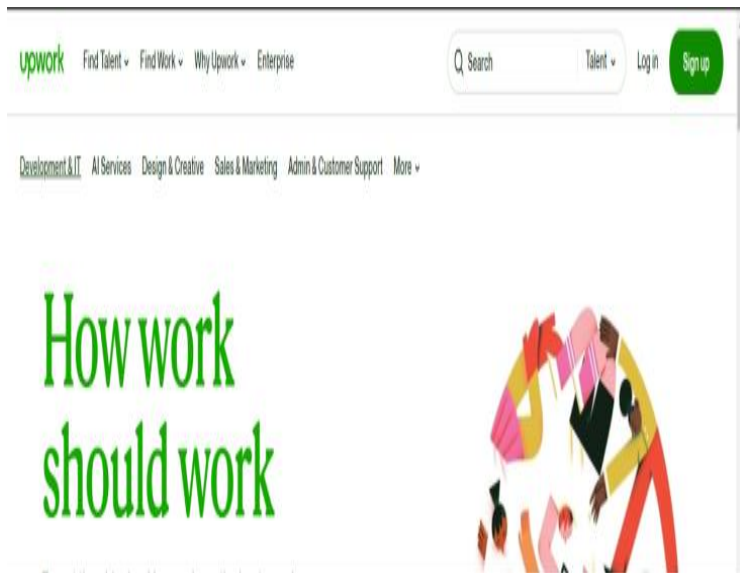 upwork Find Talent Find Work Why Upwork Enterprise Search Talent Log in Sign up
Development & IT AI Services Design & Creative Sales & Marketing Admin & Customer Support More
How work
should work